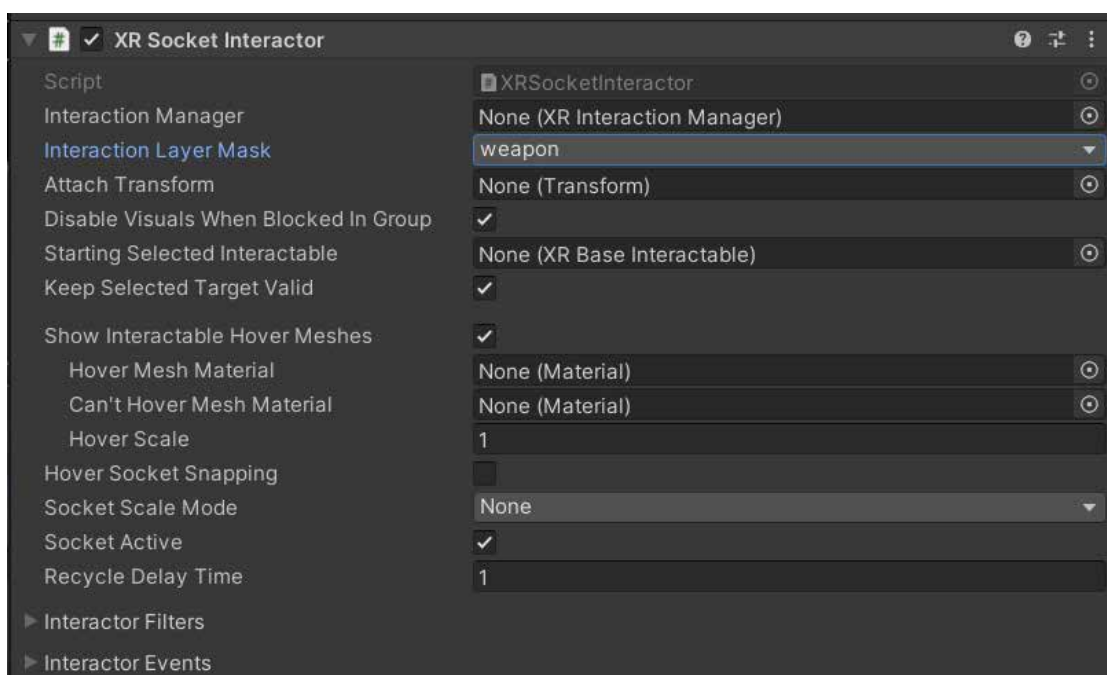 XR Socket Interactor
Script XRSocketInteractor
Interaction Manager None (XR Interaction Manager)
Interaction Layer Mask weapon
Attach Transform None (Transform)
Disable Visuals When Blocked In Group
Starting Selected Interactable None (XR Base Interactable)
Keep Selected Target Valid
Show Interactable Hover Meshes
Hover Mesh Material None (Material)
Can't Hover Mesh Material None (Material)
Hover Scale 1
Hover Socket Snapping
Socket Scale Mode None
Socket Active
Recycle Delay Time 1
Interactor Filters
Interactor Events